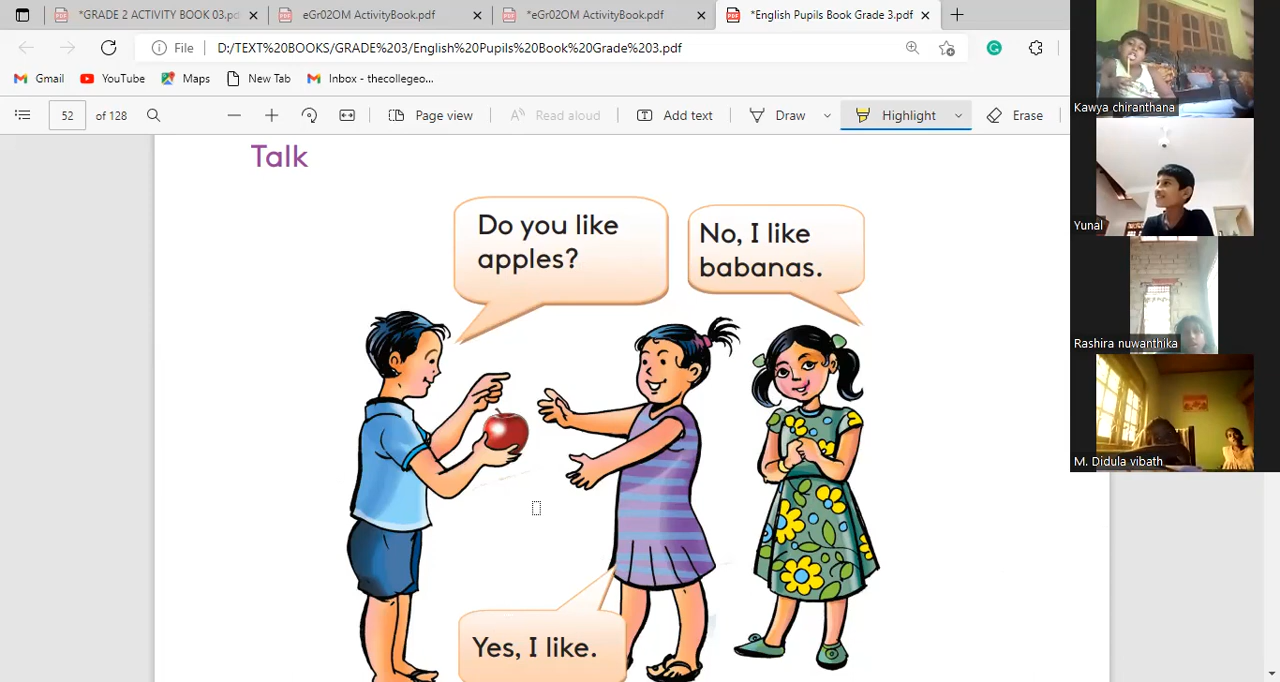 *GRADE 2 ACTIVITY BOOK 03.pd
eGr02OM ActivityBook.pdf
*eGr02OM ActivityBook.pdf
*English Pupils Book Grade 3.pdf
File D:/TEXT%20BOOKS/GRADE%203/English%20Pupils%20Book%20Grade%203.pdf
Gmail YouTube Maps New Tab Inbox - thecollegeo...
52 of 128 Page view Read aloud Add text Draw Highlight Erase
Talk
Do you like
apples?
No, I like
babanas.
Yes, I like.
Kawya chiranthana
Yunal
Rashira nuwanthika
M. Didula vibath